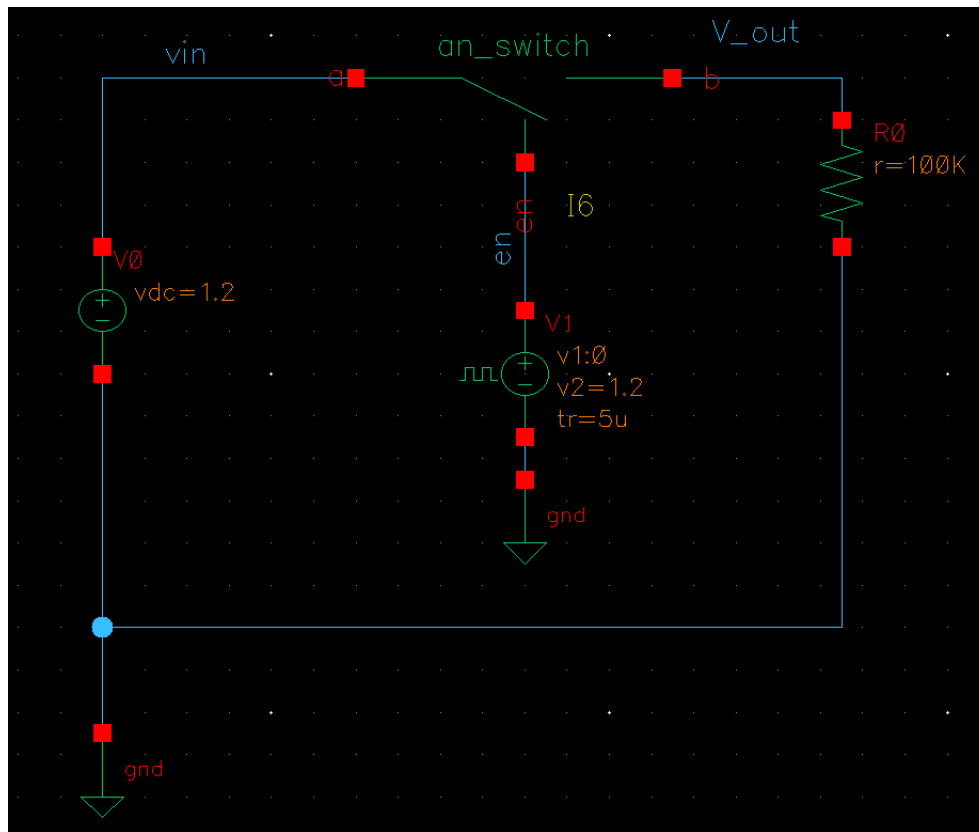 vin
an_switch
V_out
a
b
R0
r=100K
en
I6
en
V0
vdc=1.2
V1
v1:0
v2=1.2
tr=5u
gnd
gnd